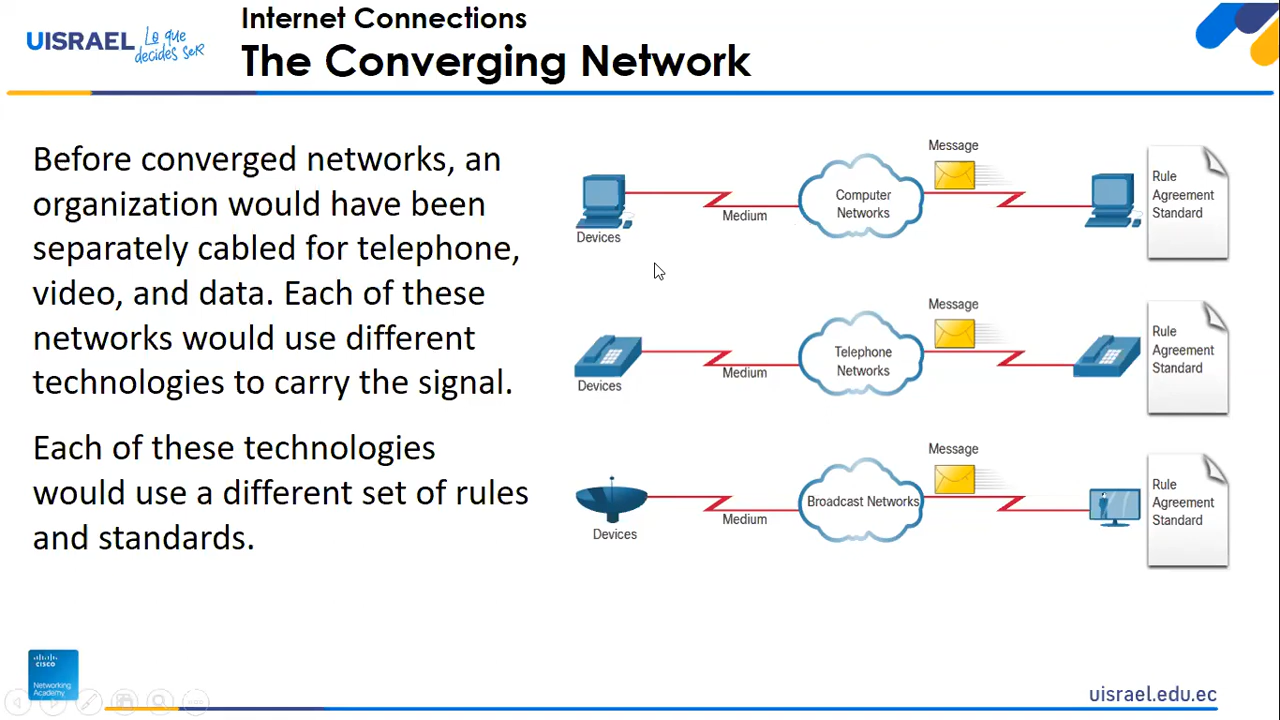 Internet Connections
UISRAEL Lo que
decides seR
The Converging Network
Before converged networks, an
organization would have been
separately cabled for telephone,
video, and data. Each of these
networks would use different
technologies to carry the signal.
Each of these technologies
would use a different set of rules
and standards.
Message
Computer
Networks
Medium
Devices
Rule
Agreement
Standard
Message
Telephone
Networks
Medium
Devices
Rule
Agreement
Standard
Message
Broadcast Networks
Medium
Devices
Rule
Agreement
Standard
CISCO
Networking
Academy
uisrael.edu.ec